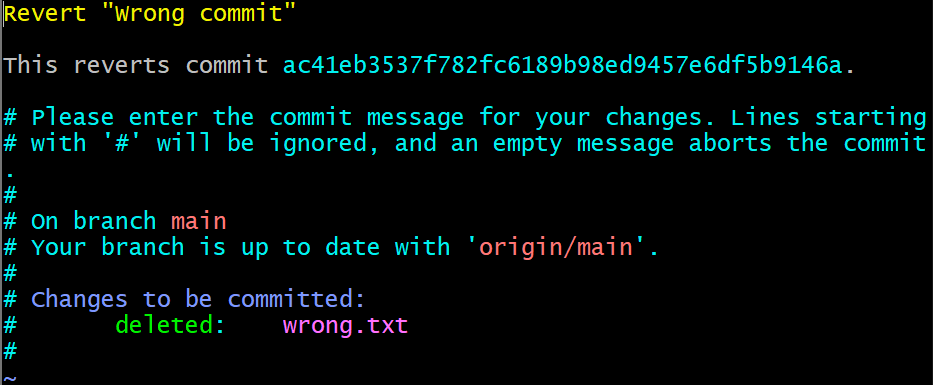 Revert "Wrong commit"
This reverts commit ac41eb3537f782fc6189b98ed9457e6df5b9146a.
# Please enter the commit message for your changes. Lines starting
# with '#' will be ignored, and an empty message aborts the commit
.
#
# On branch main
# Your branch is up to date with 'origin/main'.
#
# Changes to be committed:
#       deleted:    wrong.txt
#
~